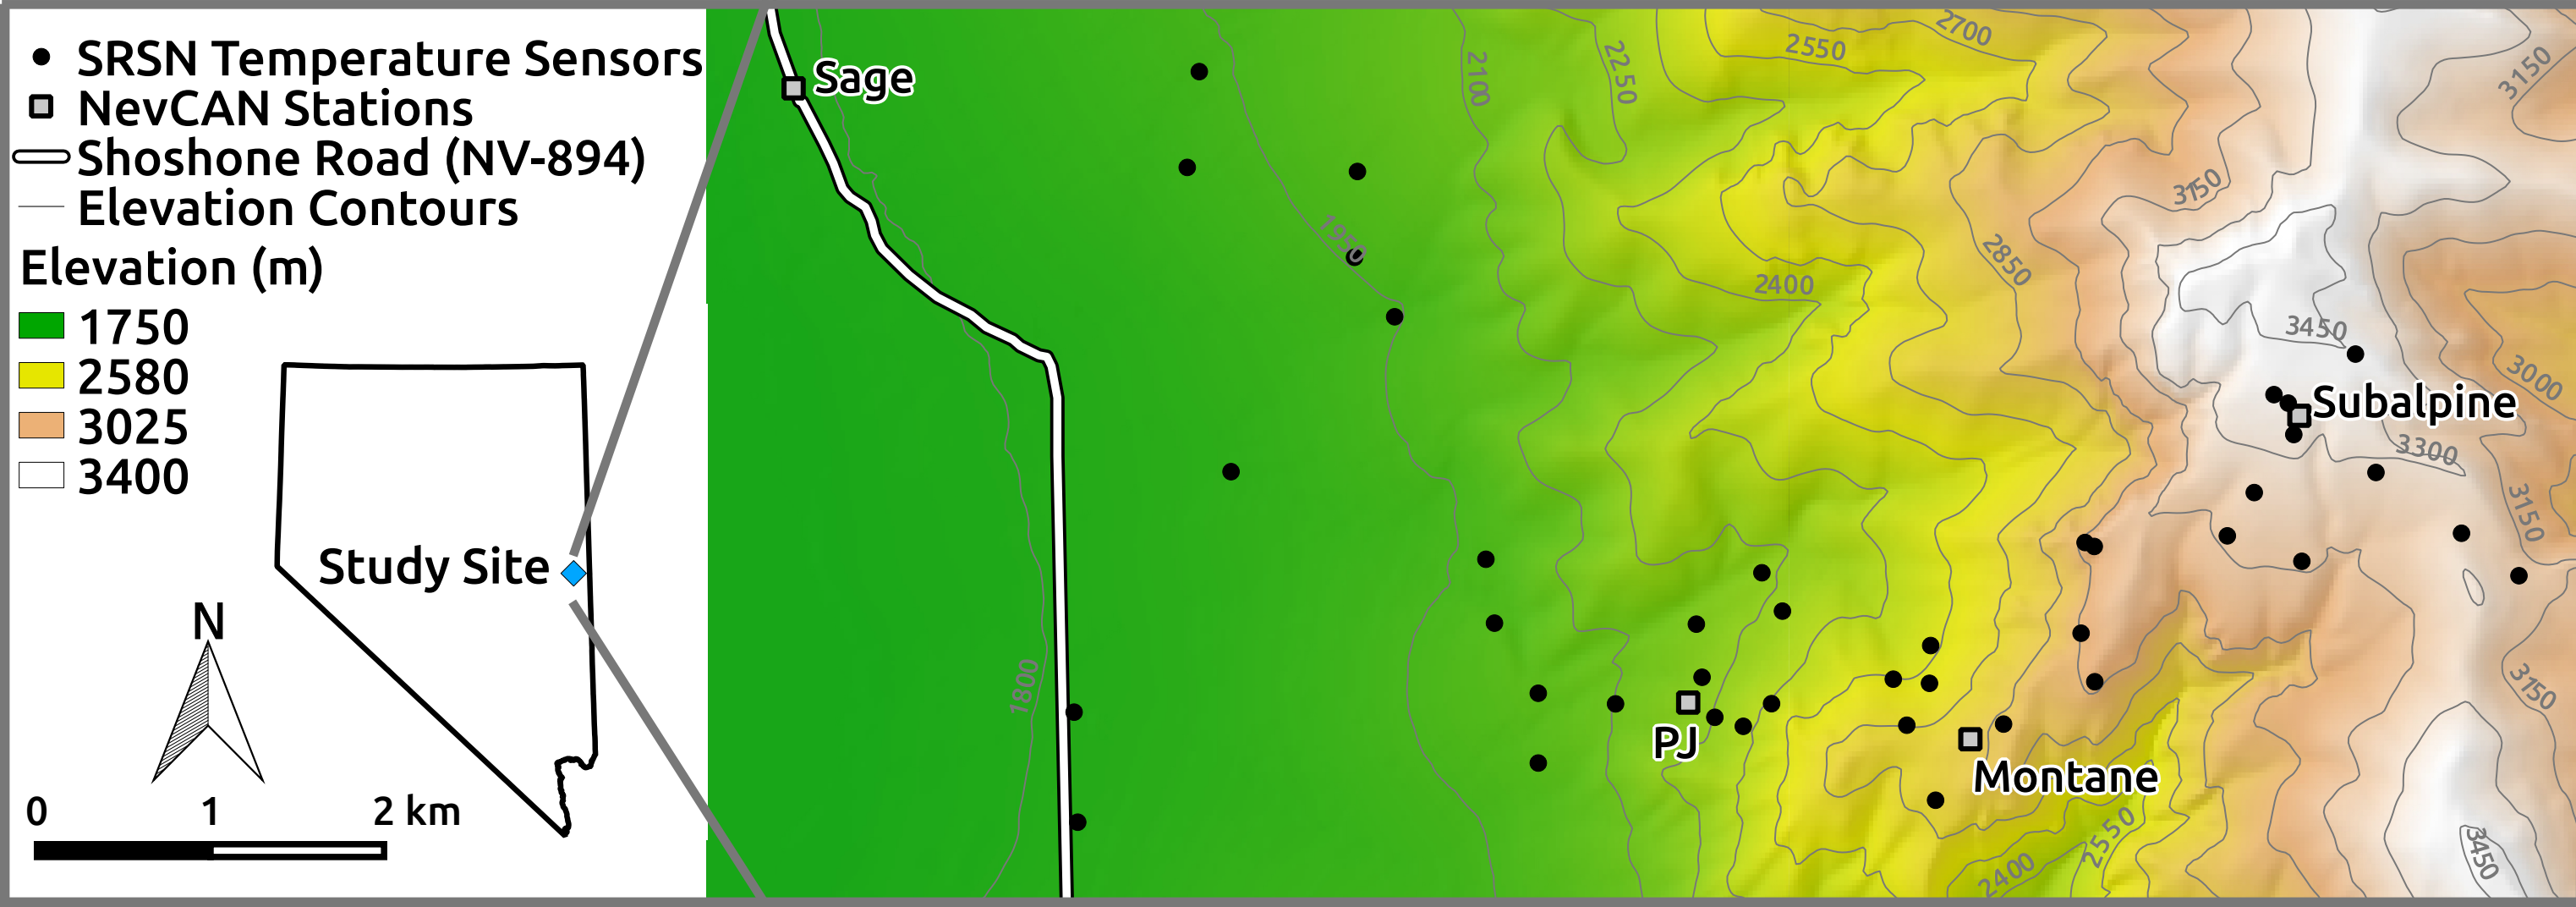 SRSN Temperature Sensors
NevCAN Stations
Shoshone Road (NV-894)
Elevation Contours
Elevation (m)
1750
2580
3025
3400
Study Site
N
0 1 2 km
Sage
2100
2250
2550
2700
3150
3150
1950
2850
2400
3450
3000
Subalpine
3300
3150
1800
3150
PJ
Montane
2550
2400
3450